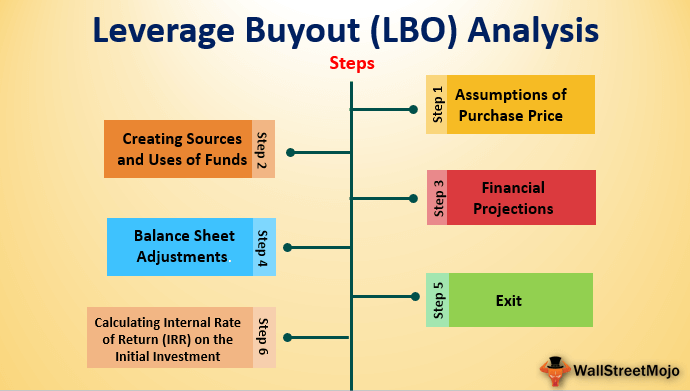 Leverage Buyout (LBO) Analysis
Steps
Step 1
Assumptions of
Purchase Price
Creating Sources
and Uses of Funds
Step 2
Step 3
Financial
Projections
Balance Sheet
Adjustments.
Step 4
Step 5
Exit
Calculating Internal Rate
of Return (IRR) on the
Initial Investment
Step 6
WallStreetMojo